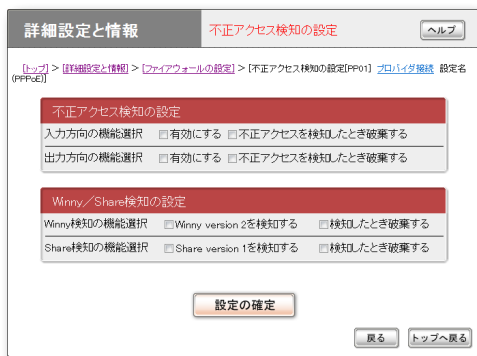 詳細設定と情報 不正アクセス検知の設定 ヘルプ
[トップ] > [詳細設定と情報] > [ファイアウォールの設定] > [不正アクセス検知の設定[PP01] プロバイダ接続 設定名
(PPPoE)]
不正アクセス検知の設定
入力方向の機能選択 有効にする 不正アクセスを検知したとき破棄する
出力方向の機能選択 有効にする 不正アクセスを検知したとき破棄する
Winny／Share検知の設定
Winny検知の機能選択 Winny version 2を検知する 検知したとき破棄する
Share検知の機能選択 Share version 1を検知する 検知したとき破棄する
設定の確定
戻る トップへ戻る